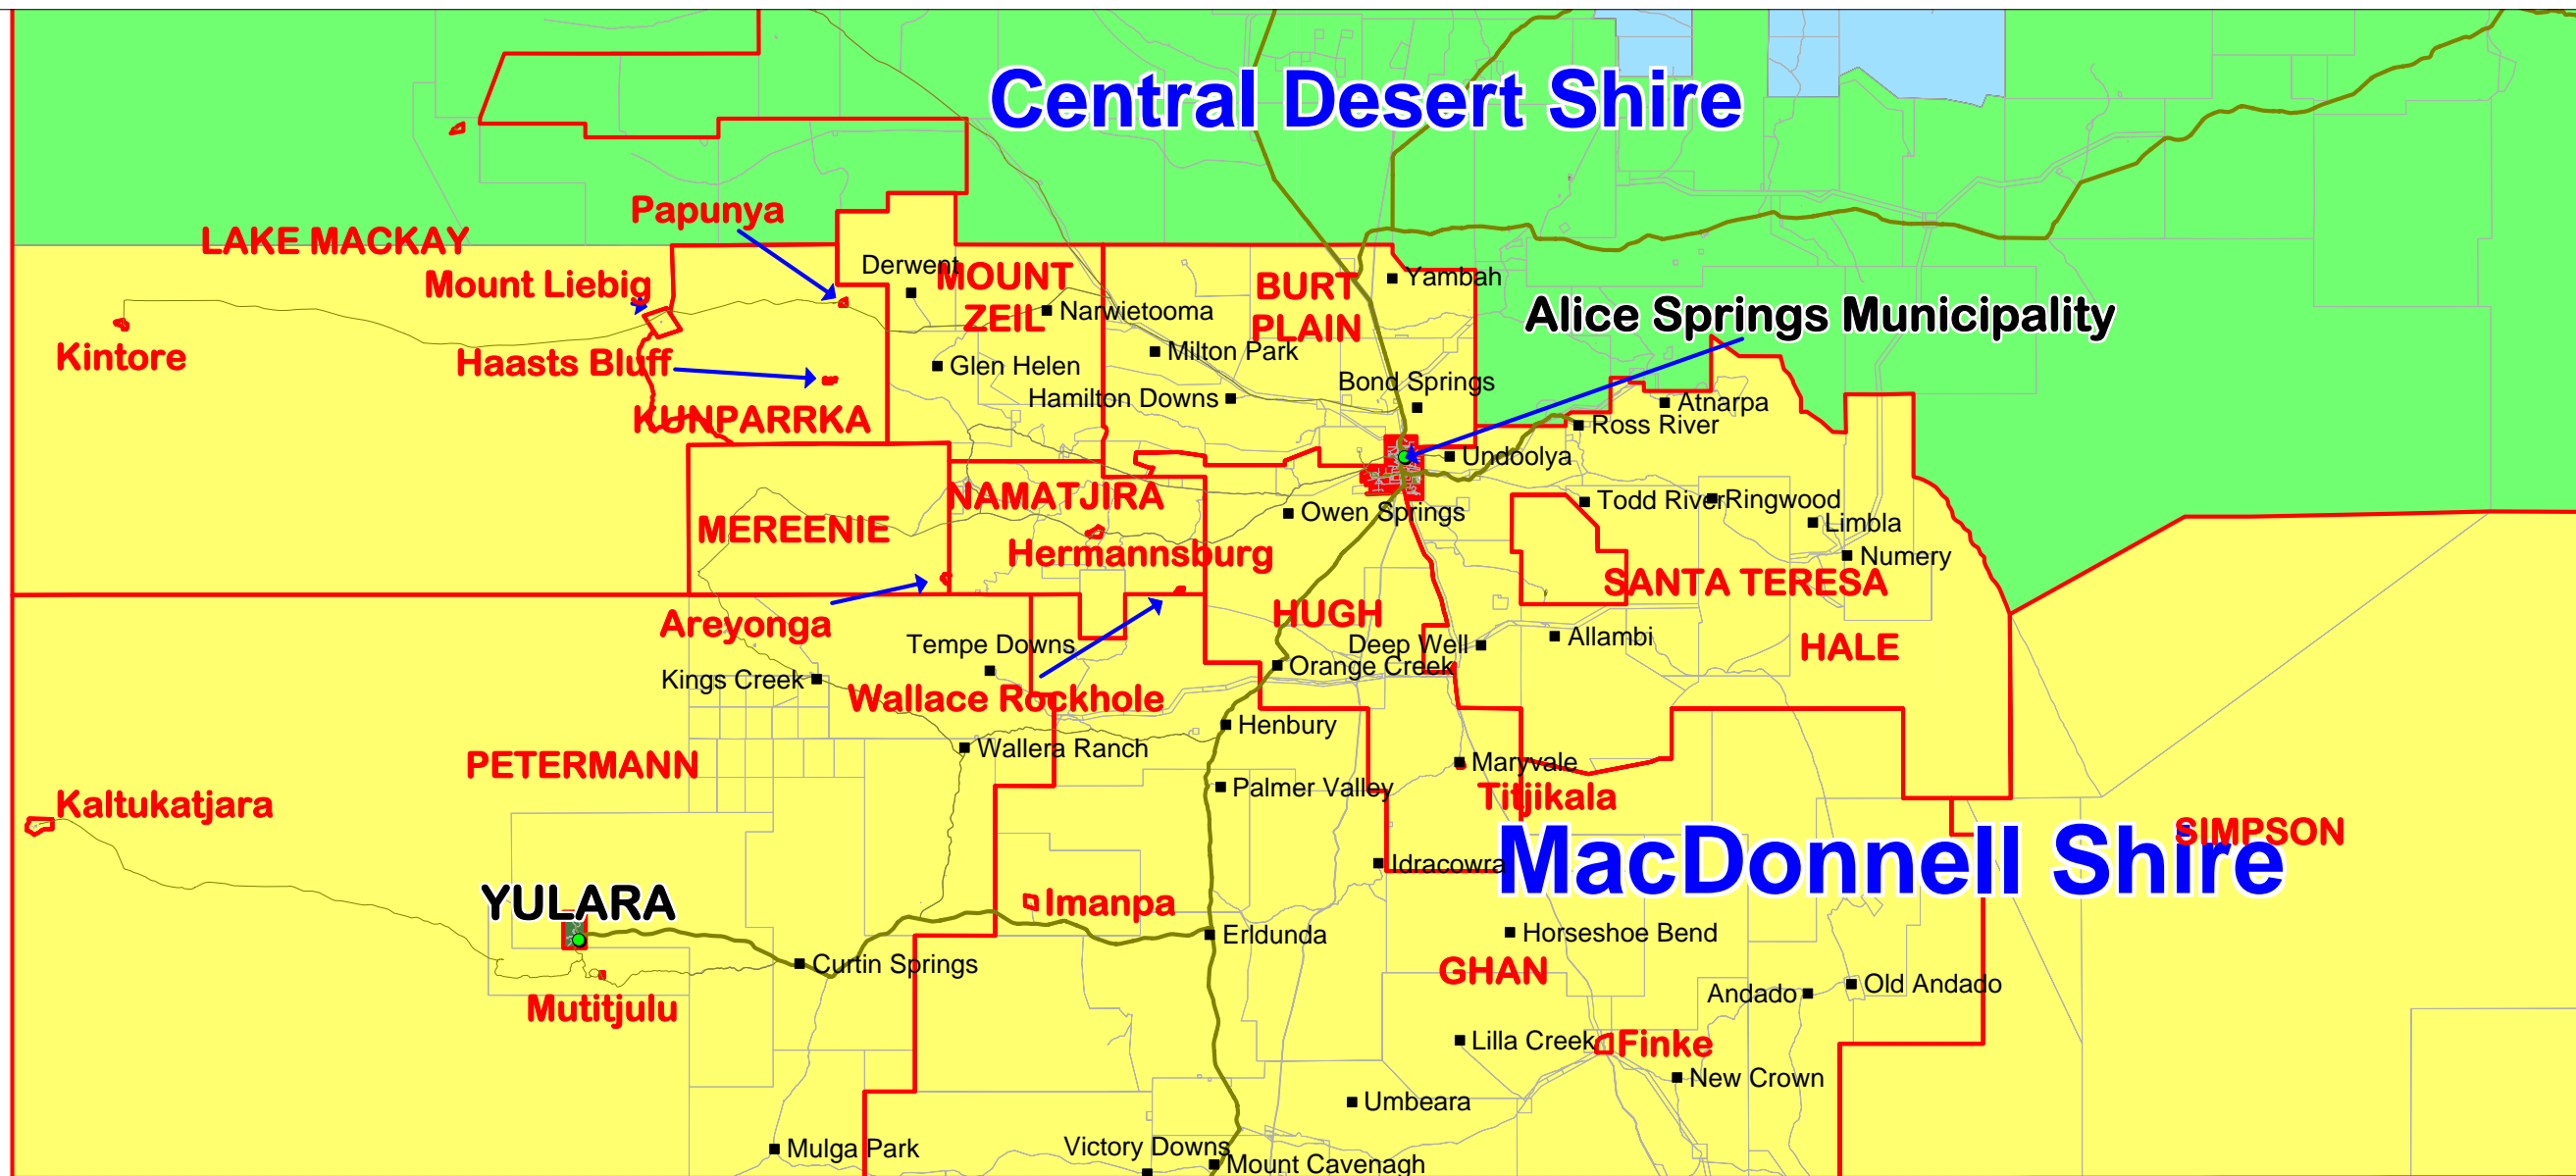 Central Desert Shire
Papunya
LAKE MACKAY
Derwent
MOUNT
ZEIL
BURT
PLAIN
Yambah
Mount Liebig
Narwietooma
Alice Springs Municipality
Kintore
Haasts Bluff
Glen Helen
Milton Park
Bond Springs
Hamilton Downs
Atnarpa
KUNPARRKA
Ross River
Undoolya
NAMATJIRA
Todd River
Ringwood
Owen Springs
Limbla
MEREENIE
Hermannsburg
Numery
SANTA TERESA
HUGH
Areyonga
Tempe Downs
Deep Well
Allambi
HALE
Orange Creek
Kings Creek
Wallace Rockhole
Henbury
Wallera Ranch
PETERMANN
Maryvale
Palmer Valley
Titjikala
Kaltukatjara
SIMPSON
MacDonnell Shire
Idracowra
YULARA
Imanpa
Erldunda
Horseshoe Bend
Curtin Springs
GHAN
Old Andado
Andado
Mutitjulu
Lilla Creek
Finke
New Crown
Umbeara
Mulga Park
Victory Downs
Mount Cavenagh